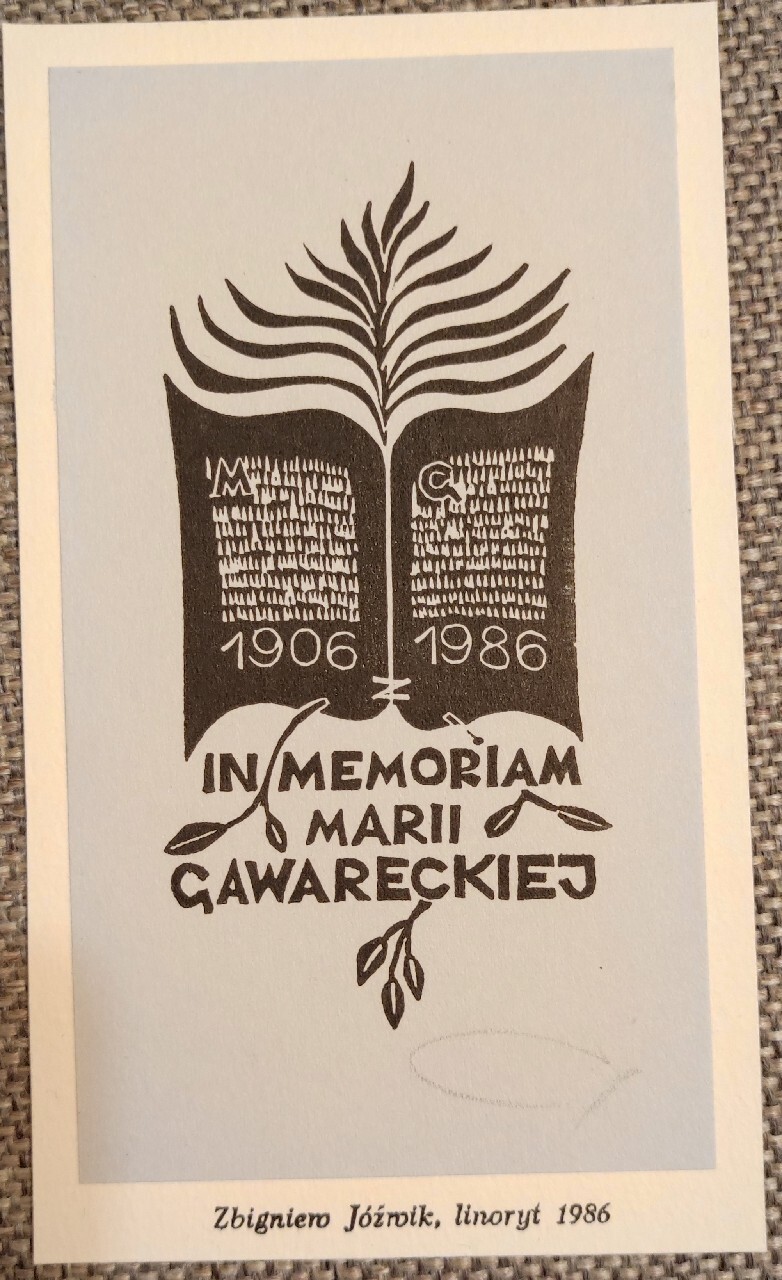 M G
1906 1986
Z
IN MEMORIAM
MARII
GAWARECKIEJ
Zbigniew Jóźwik, linoryt 1986